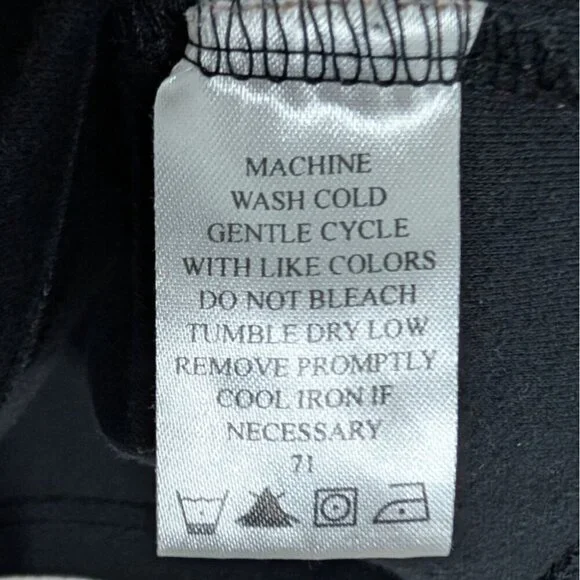 MACHINE
WASH COLD
GENTLE CYCLE
WITH LIKE COLORS
DO NOT BLEACH
TUMBLE DRY LOW
REMOVE PROMPTLY
COOL IRON IF
NECESSARY
71